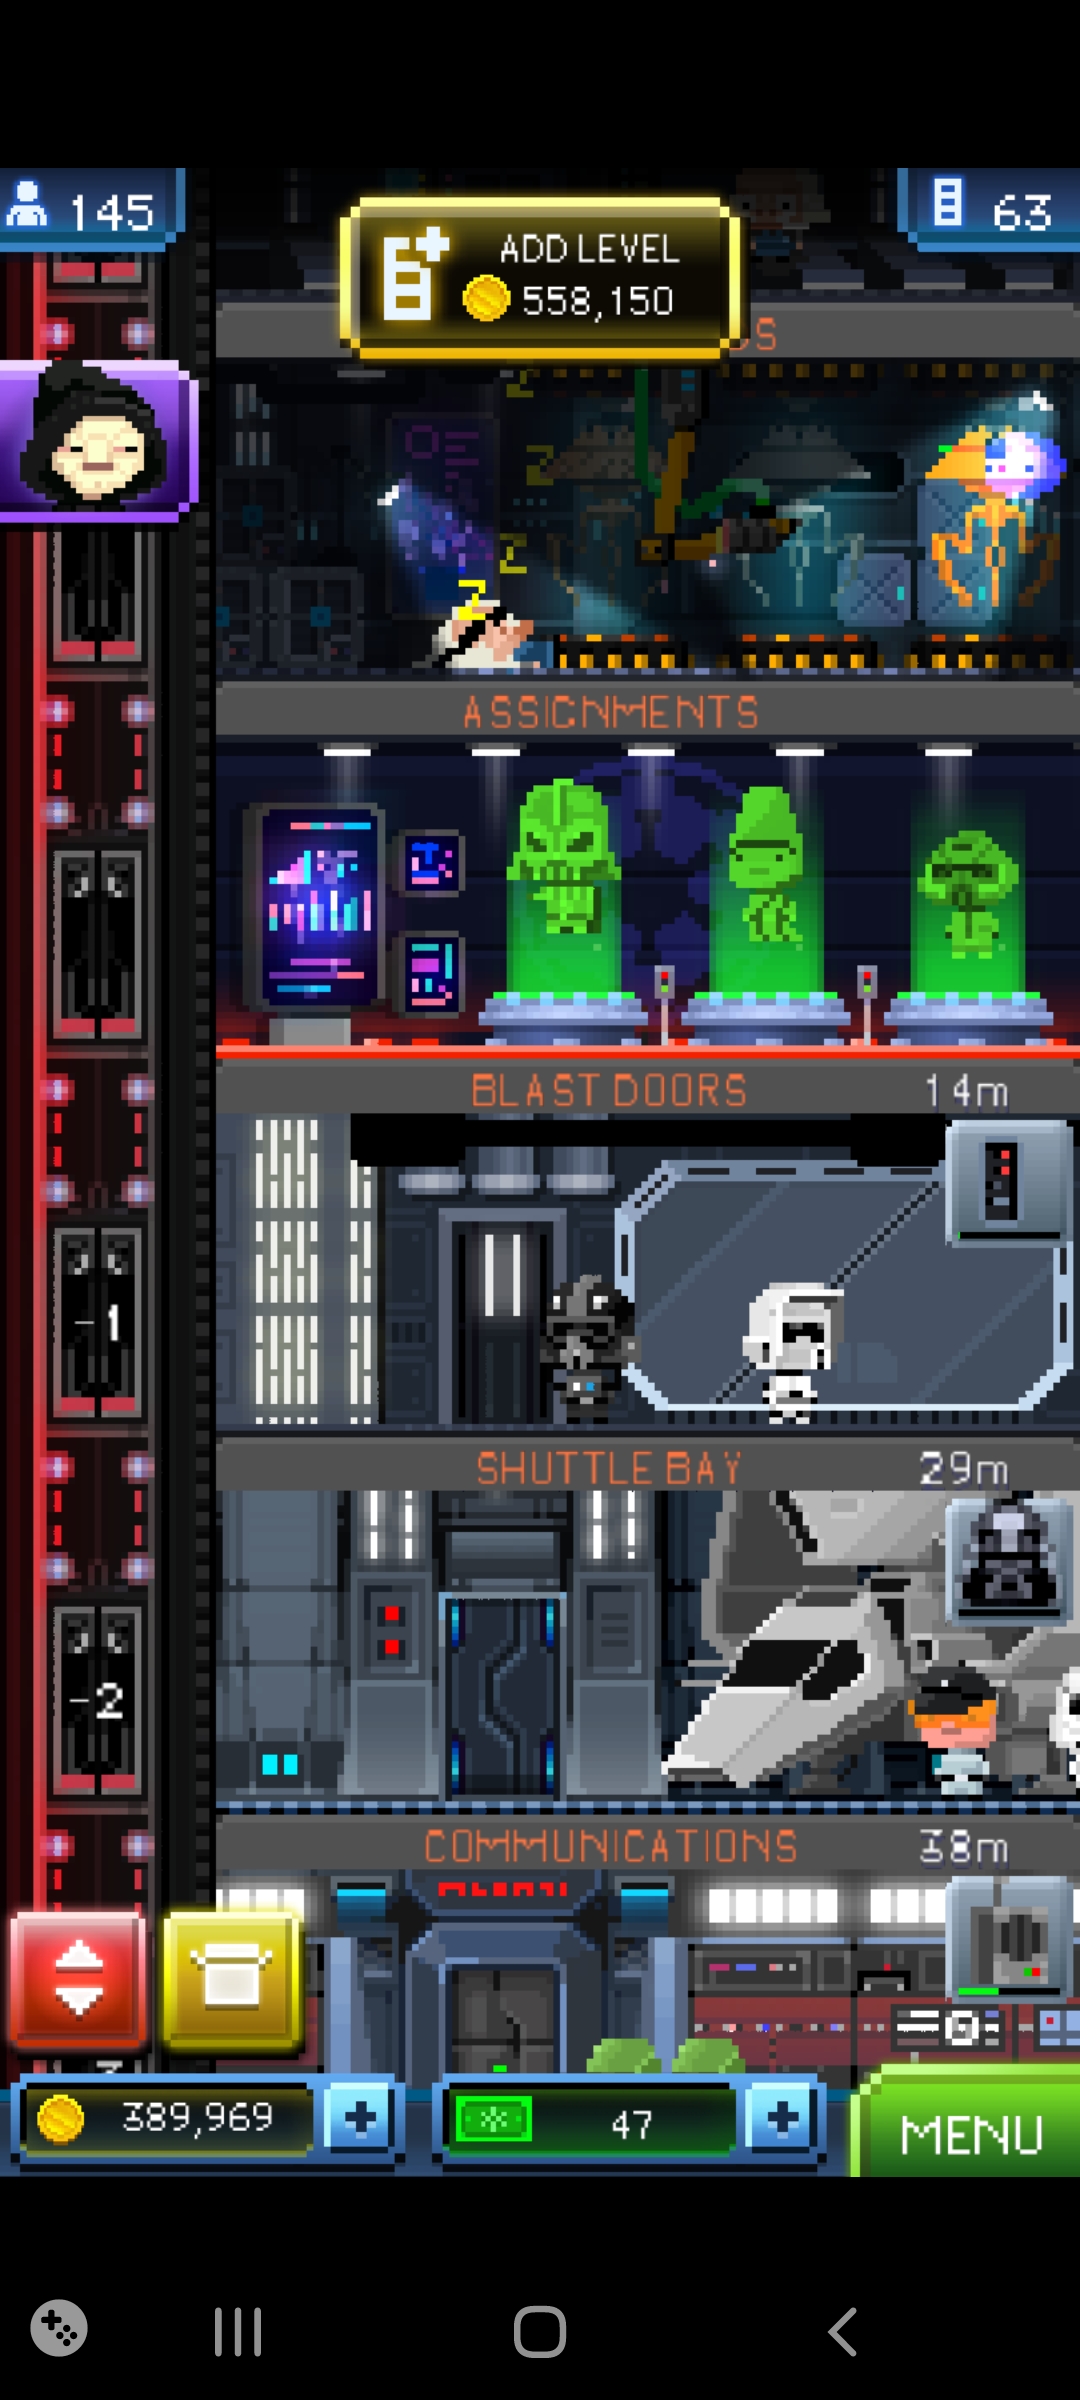 145
ADD LEVEL
558,150
63
ASSIGNMENTS
BLAST DOORS 14m
-1
SHUTTLE BAY 29m
-2
COMMUNICATIONS 38m
389,969
47
MENU